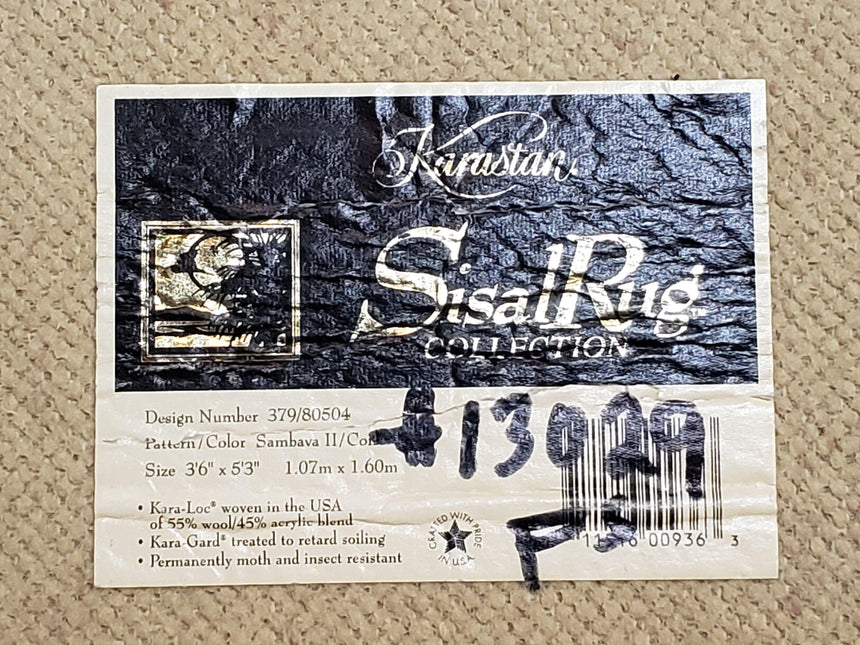 Karastan
SisalRug™
COLLECTION
Design Number 379/80504
Pattern/Color Sambava II/
Size 3'6" x 5'3" 1.07m x 1.60m
• Kara-Loc® woven in the USA
of 55% wool/45% acrylic blend
• Kara-Gard® treated to retard soiling
• Permanently moth and insect resistant
CRAFTED WITH PRIDE
IN USA
00936 3